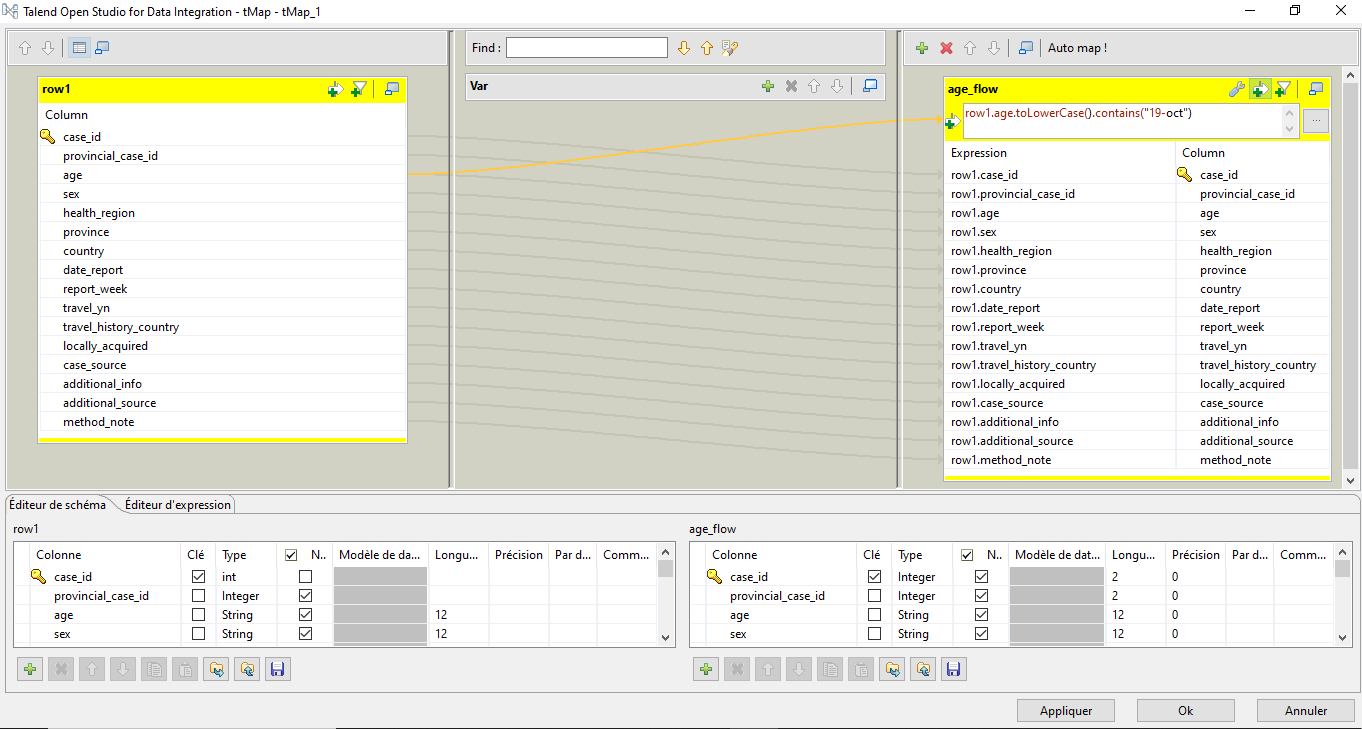 Talend Open Studio for Data Integration - tMap - tMap_1
Find :
Auto map !
row1
Column
case_id
provincial_case_id
age
sex
health_region
province
country
date_report
report_week
travel_yn
travel_history_country
locally_acquired
case_source
additional_info
additional_source
method_note
Var
age_flow
row1.age.toLowerCase().contains("19-oct")
...
Expression Column
row1.case_id case_id
row1.provincial_case_id provincial_case_id
row1.age age
row1.sex sex
row1.health_region health_region
row1.province province
row1.country country
row1.date_report date_report
row1.report_week report_week
row1.travel_yn travel_yn
row1.travel_history_country travel_history_country
row1.locally_acquired locally_acquired
row1.case_source case_source
row1.additional_info additional_info
row1.additional_source additional_source
row1.method_note method_note
Éditeur de schéma Éditeur d'expression
row1
Colonne Clé Type N.. Modèle de da... Longu... Précision Par d... Comm...
case_id int
provincial_case_id Integer
age String 12
sex String 12
age_flow
Colonne Clé Type N.. Modèle de dat... Longu... Précision Par d... Comm...
case_id Integer 2 0
provincial_case_id Integer 2 0
age String 12 0
sex String 12 0
Appliquer Ok Annuler